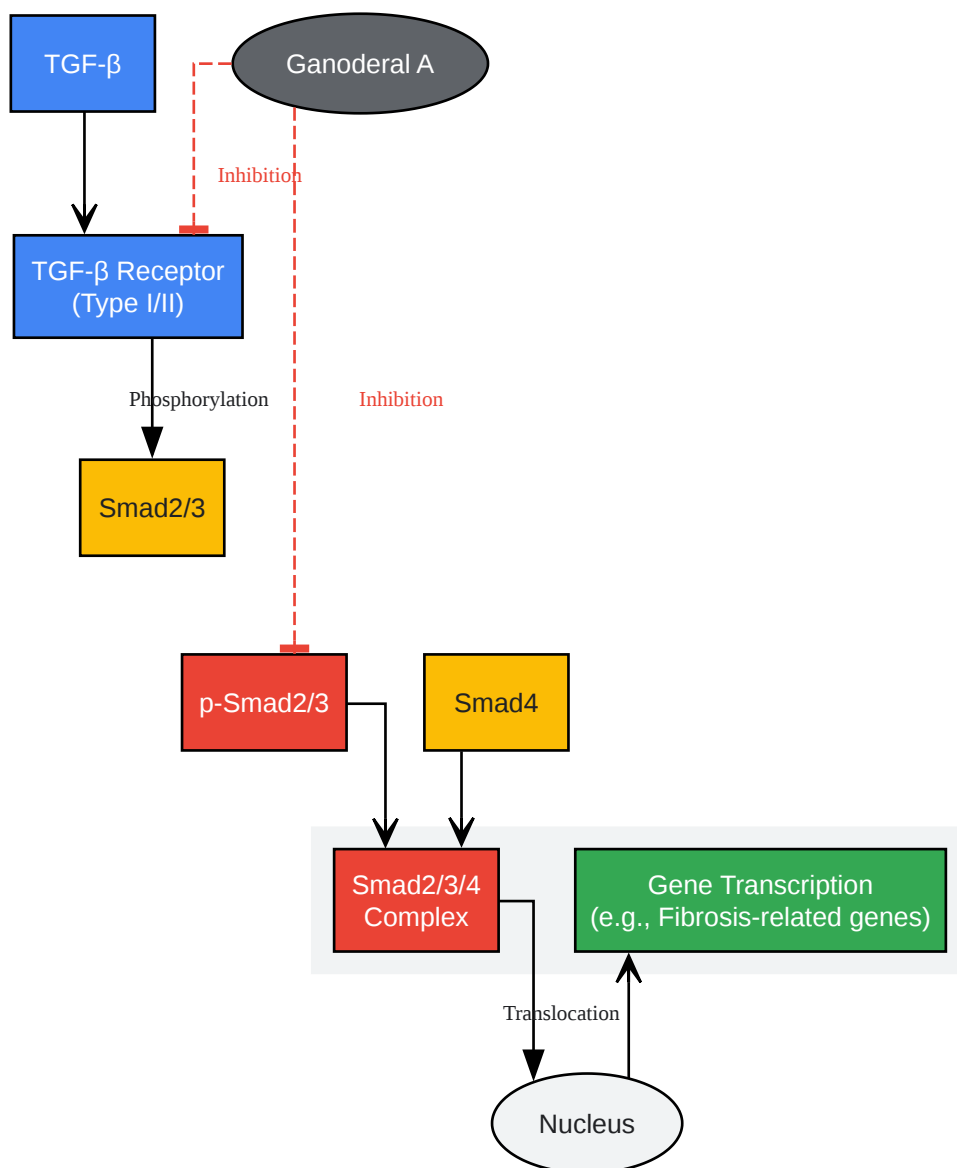 TGF-β
Ganoderal A
Inhibition
TGF-β Receptor
(Type I/II)
Phosphorylation
Inhibition
Smad2/3
p-Smad2/3
Smad4
Smad2/3/4
Complex
Gene Transcription
(e.g., Fibrosis-related genes)
Translocation
Nucleus